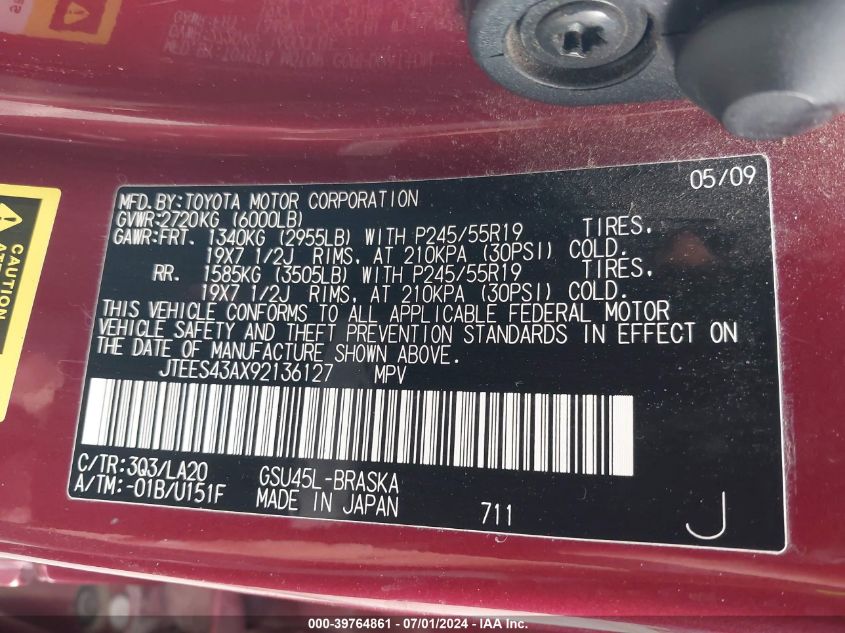 05/09
MFD. BY:TOYOTA MOTOR CORPORATION
GVWR:2720KG (6000LB)
GAWR:FRT. 1340KG (2955LB) WITH P245/55R19 TIRES.
19X7 1/2J RIMS, AT 210KPA (30PSI) COLD.
RR. 1585KG (3505LB) WITH P245/55R19 TIRES,
19X7 1/2J RIMS, AT 210KPA (30PSI) COLD.
THIS VEHICLE CONFORMS TO ALL APPLICABLE FEDERAL MOTOR
VEHICLE SAFETY AND THEFT PREVENTION STANDARDS IN EFFECT ON
THE DATE OF MANUFACTURE SHOWN ABOVE.
JTEES43AX92136127 MPV
C/TR:3Q3/LA20 GSU45L-BRASKA
A/TM:-01B/U151F MADE IN JAPAN 711 J
CAUTION
000-39764861 - 07/01/2024 - IAA Inc.